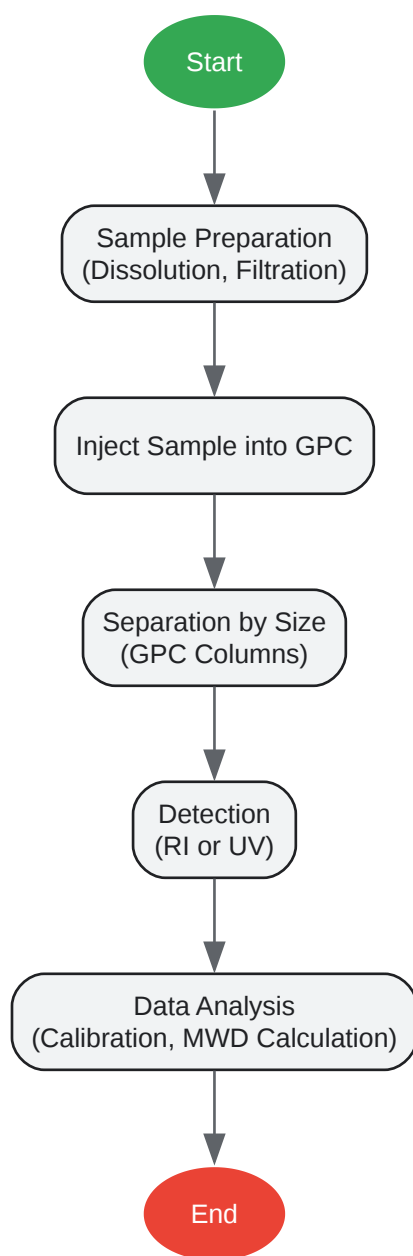 Start
Sample Preparation
(Dissolution, Filtration)
Inject Sample into GPC
Separation by Size
(GPC Columns)
Detection
(RI or UV)
Data Analysis
(Calibration, MWD Calculation)
End